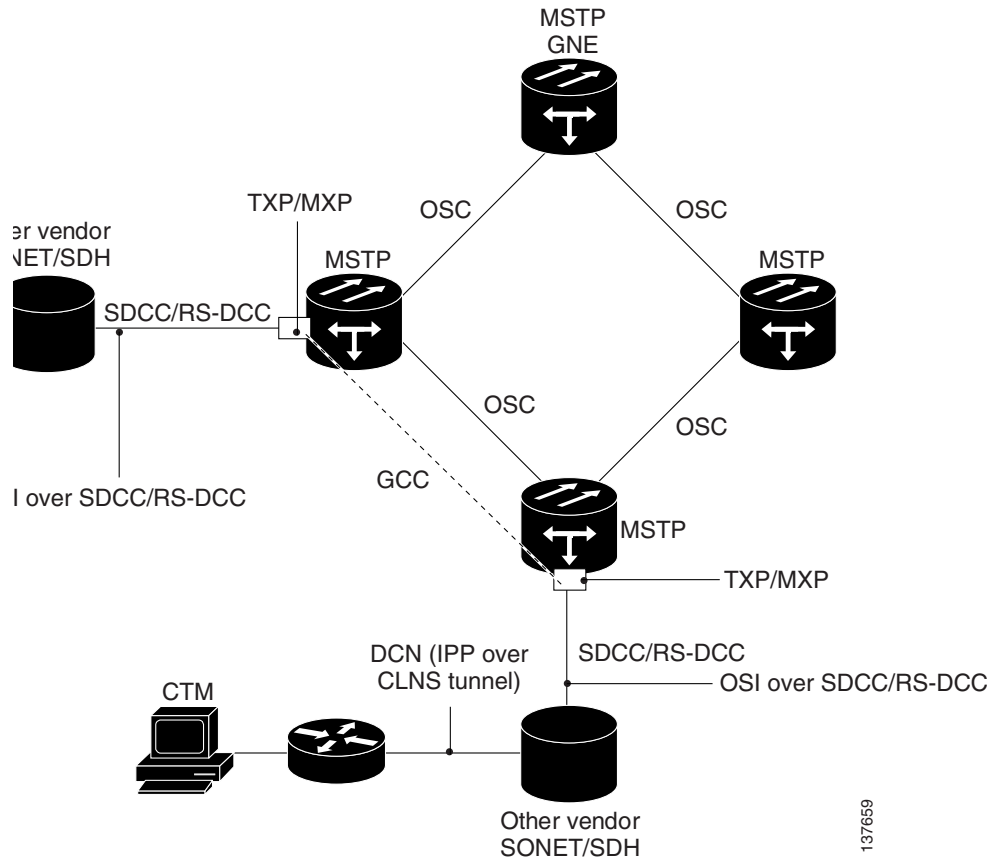 MSTP
GNE
OSC
OSC
TXP/MXP
er vendor
NET/SDH
MSTP
MSTP
SDCC/RS-DCC
OSC
OSC
GCC
I over SDCC/RS-DCC
MSTP
TXP/MXP
DCN (IPP over
CLNS tunnel)
SDCC/RS-DCC
OSI over SDCC/RS-DCC
CTM
Other vendor
SONET/SDH
137659